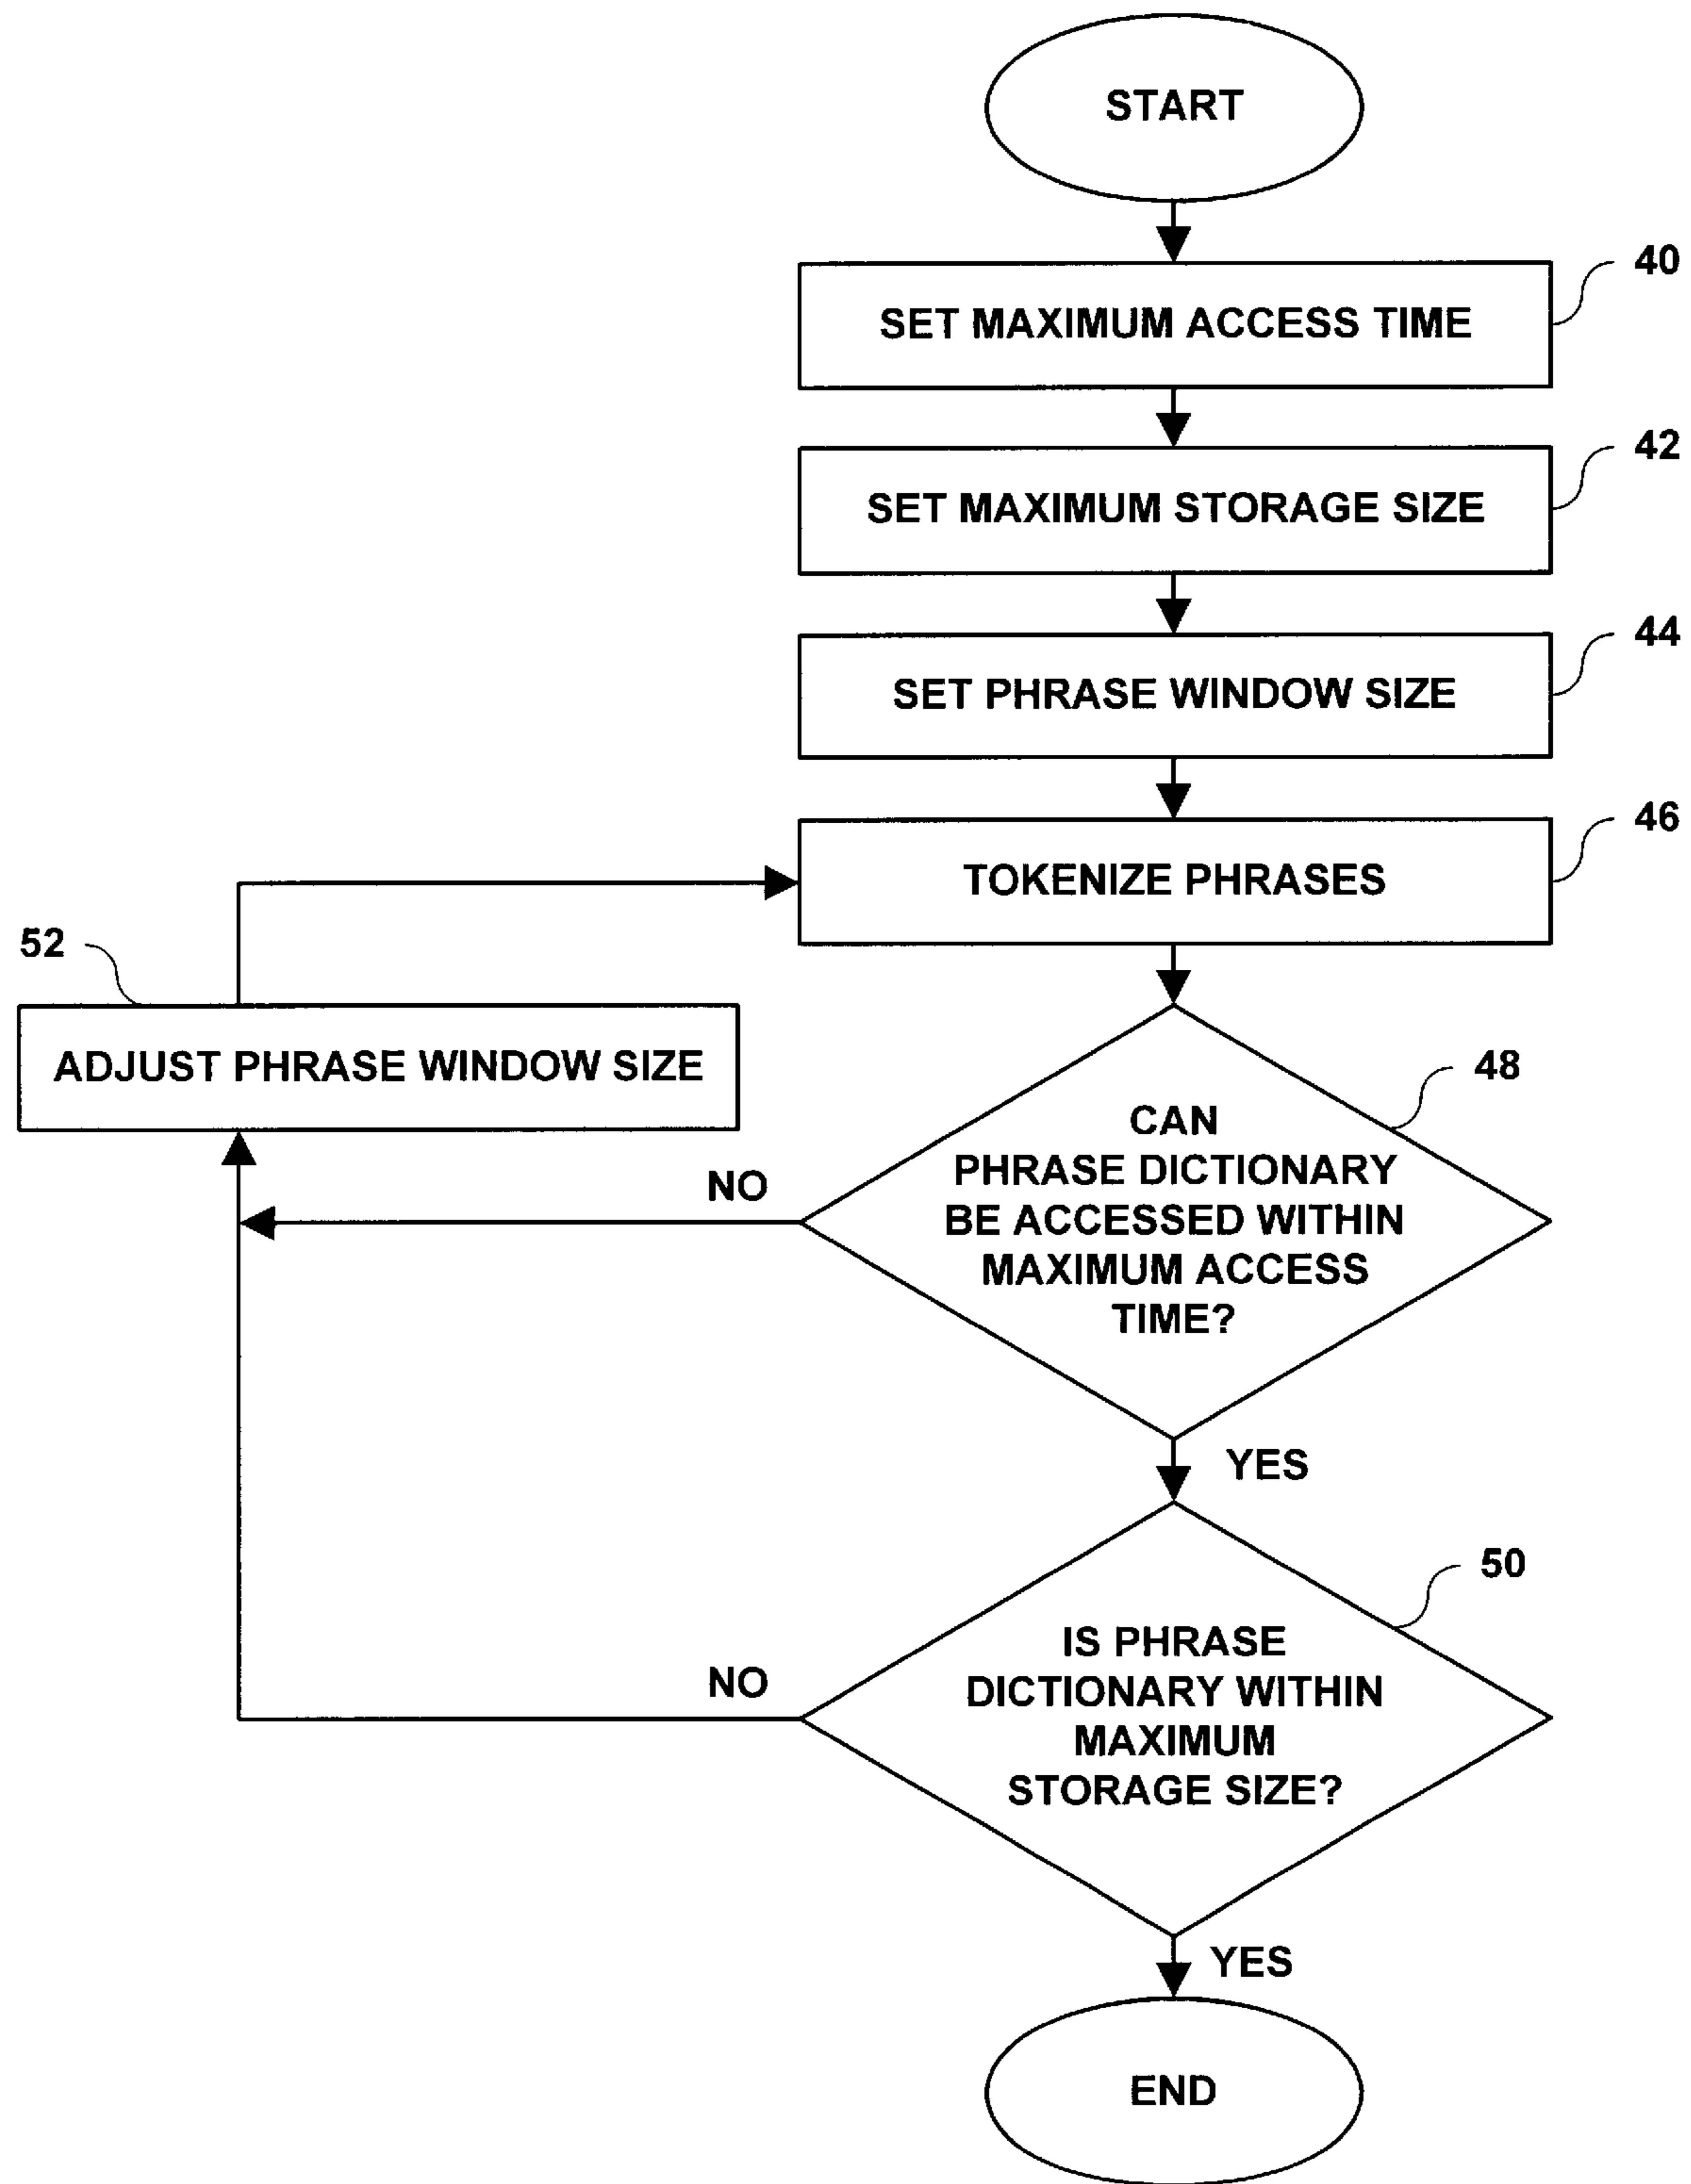 START
40
SET MAXIMUM ACCESS TIME
42
SET MAXIMUM STORAGE SIZE
44
SET PHRASE WINDOW SIZE
46
TOKENIZE PHRASES
52
ADJUST PHRASE WINDOW SIZE
48
CAN
PHRASE DICTIONARY
BE ACCESSED WITHIN
MAXIMUM ACCESS
TIME?
NO
YES
50
IS PHRASE
DICTIONARY WITHIN
MAXIMUM
STORAGE SIZE?
NO
YES
END